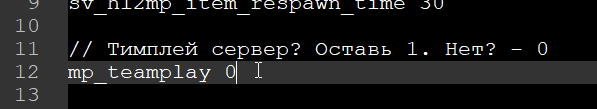 9 sv_hl2mp_item_respawn_time 30
10
11 // Тимплей сервер? Оставь 1. Нет? - 0
12 mp_teamplay 0
13